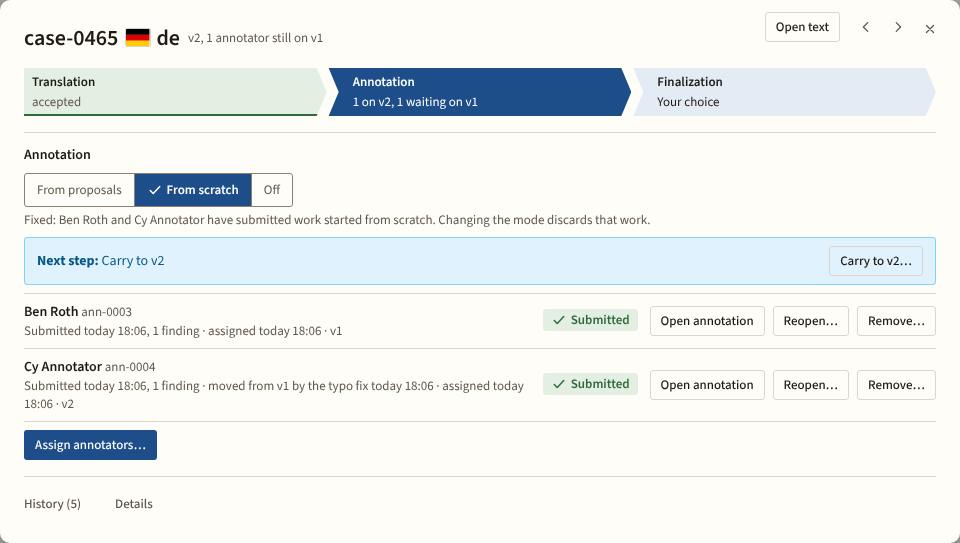 case-0465 de v2, 1 annotator still on v1
Open text
Translation
accepted
Annotation
1 on v2, 1 waiting on v1
Finalization
Your choice
Annotation
From proposals
From scratch
Off
Fixed: Ben Roth and Cy Annotator have submitted work started from scratch. Changing the mode discards that work.
Next step: Carry to v2
Carry to v2…
Ben Roth ann-0003
Submitted today 18:06, 1 finding · assigned today 18:06 · v1
Submitted
Open annotation
Reopen…
Remove…
Cy Annotator ann-0004
Submitted today 18:06, 1 finding · moved from v1 by the typo fix today 18:06 · assigned today
18:06 · v2
Submitted
Open annotation
Reopen…
Remove…
Assign annotators…
History (5)
Details